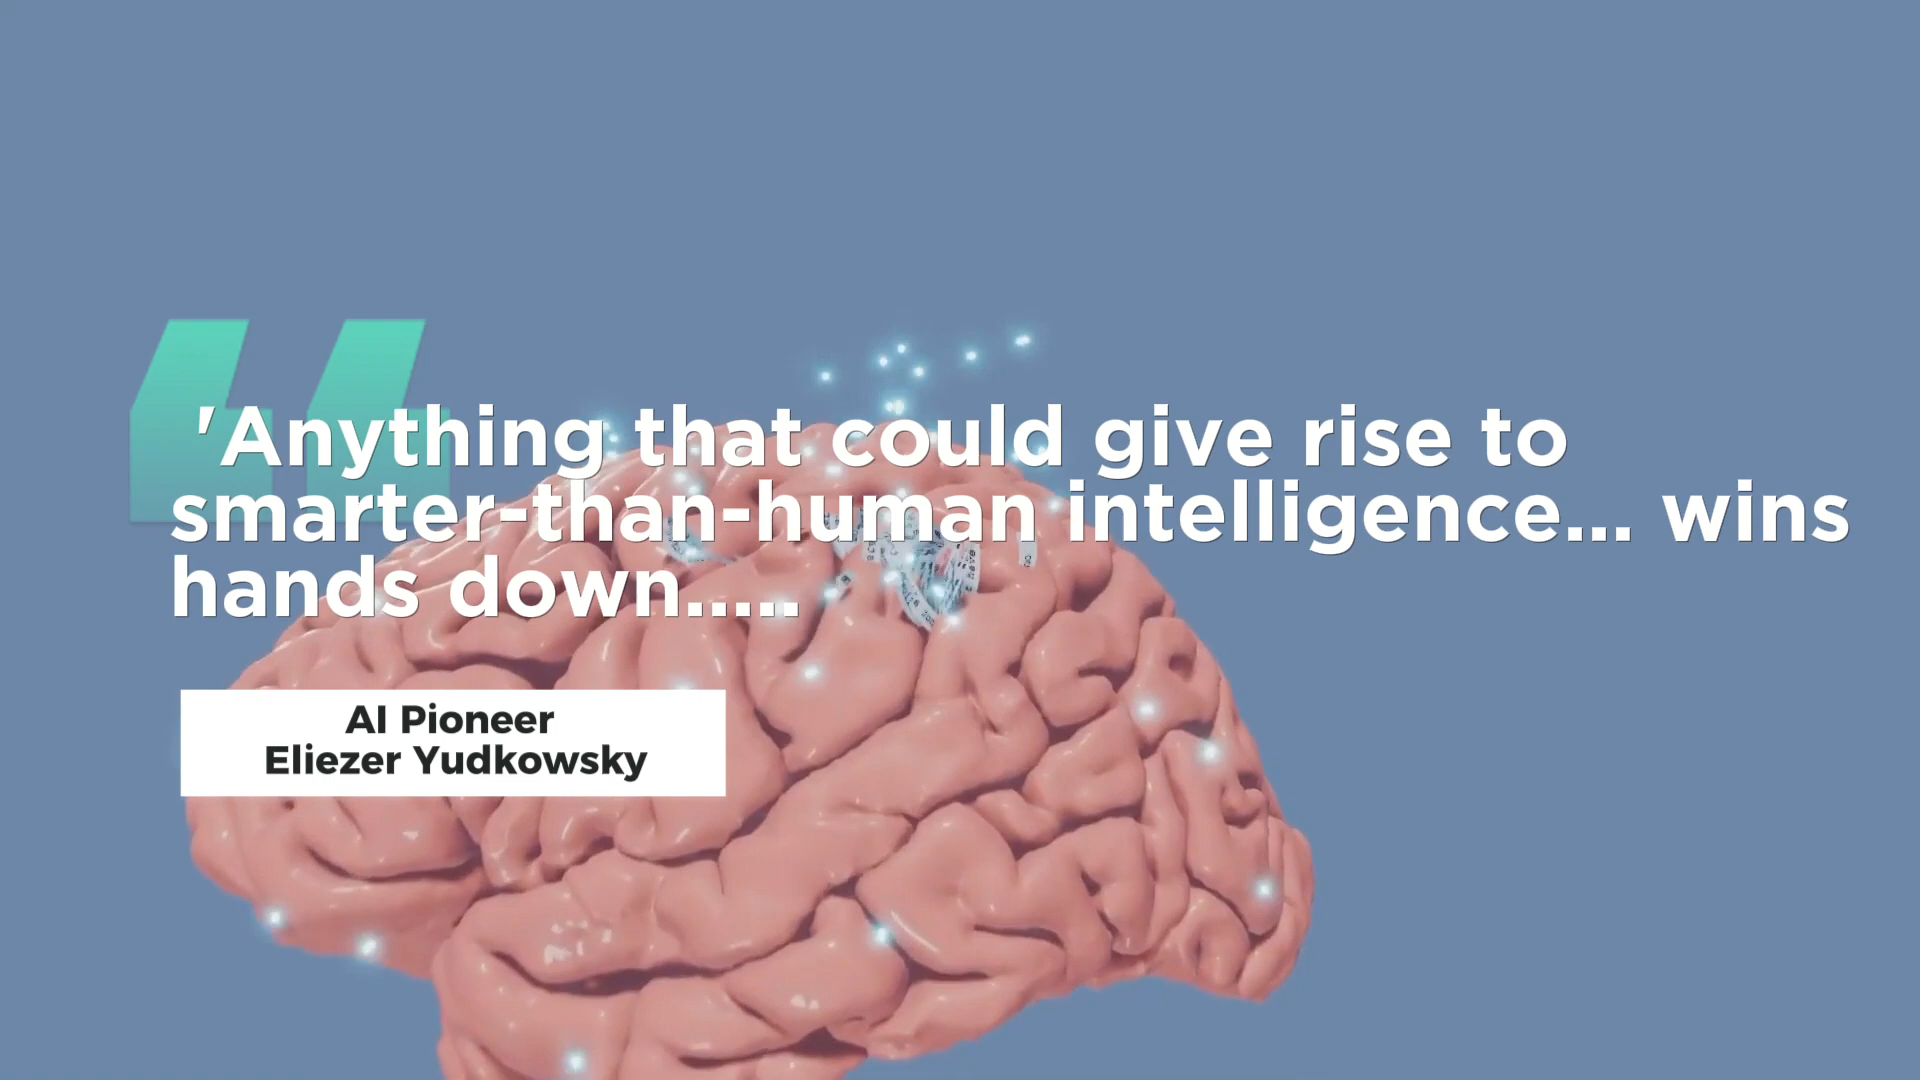 'Anything that could give rise to
smarter-than-human intelligence... wins
hands down.....
AI Pioneer
Eliezer Yudkowsky